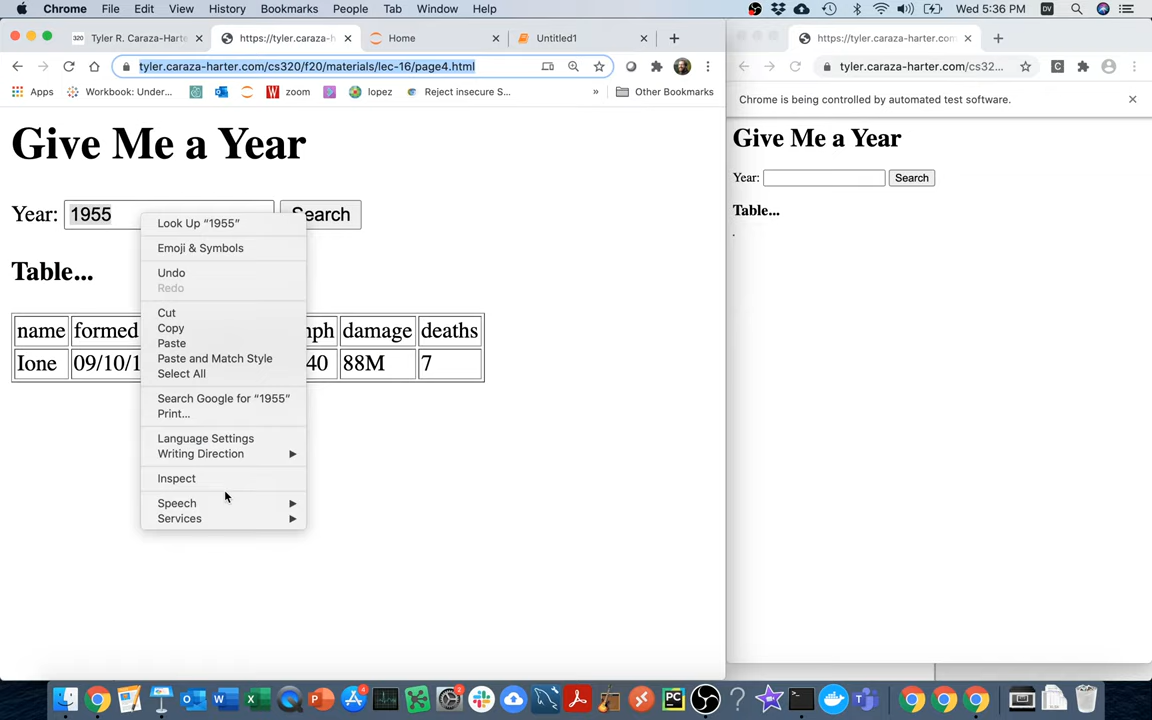 Chrome File Edit View History Bookmarks People Tab Window Help Wed 5:36 PM DV
320 Tyler R. Caraza-Harte × https://tyler.caraza-h × Home × Untitled1 × +
tyler.caraza-harter.com/cs320/f20/materials/lec-16/page4.html
Apps Workbook: Under... W zoom lopez Reject insecure S... » Other Bookmarks
Give Me a Year
Year: 1955 Search
Look Up “1955”
Emoji & Symbols
Undo
Redo
Cut
Copy
Paste
Paste and Match Style
Select All
Search Google for “1955”
Print...
Language Settings
Writing Direction
Inspect
Speech
Services
Table...
name formed mph damage deaths
Ione 09/10/1 40 88M 7
https://tyler.caraza-harter.com × +
tyler.caraza-harter.com/cs32...
Chrome is being controlled by automated test software. ×
Give Me a Year
Year: Search
Table...
.